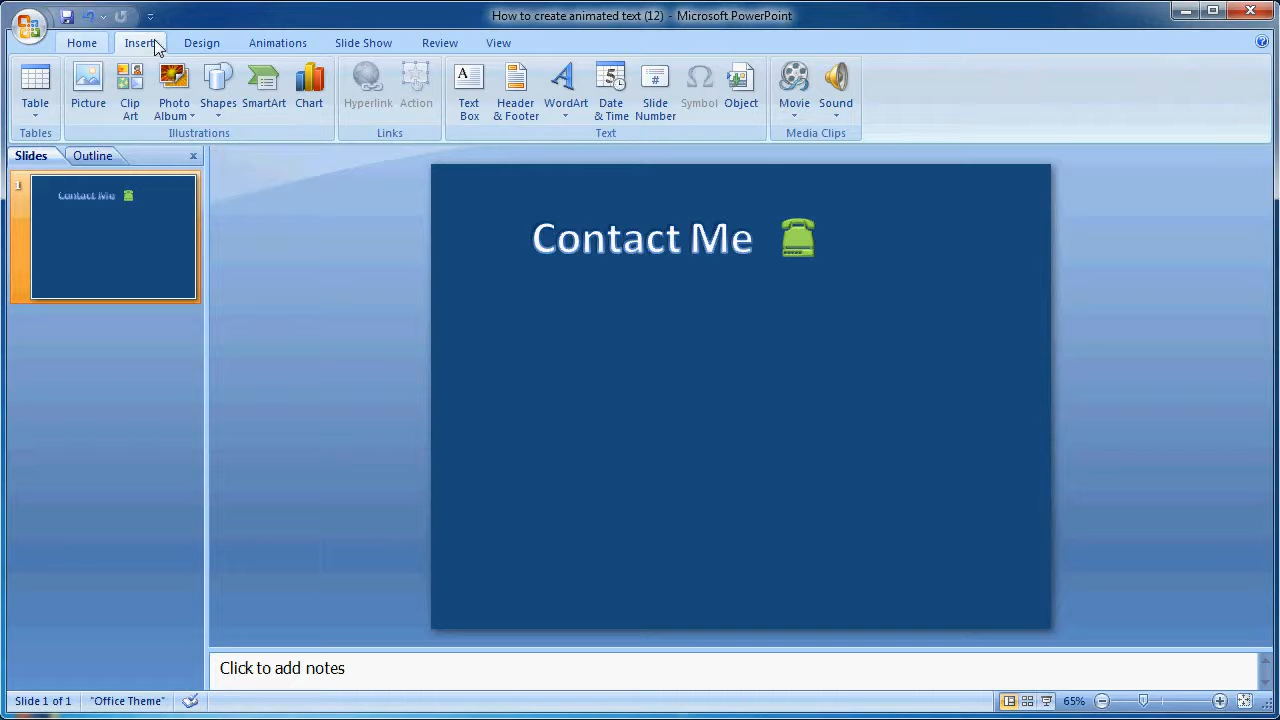 How to create animated text (12) - Microsoft PowerPoint
Home Insert Design Animations Slide Show Review View
Table Picture Clip Art Photo Album Shapes SmartArt Chart Hyperlink Action Text Box Header & Footer WordArt Date & Time Slide Number Symbol Object Movie Sound
Tables Illustrations Links Text Media Clips
Slides Outline
1
Contact Me
Contact Me
Click to add notes
Slide 1 of 1 "Office Theme" 65%